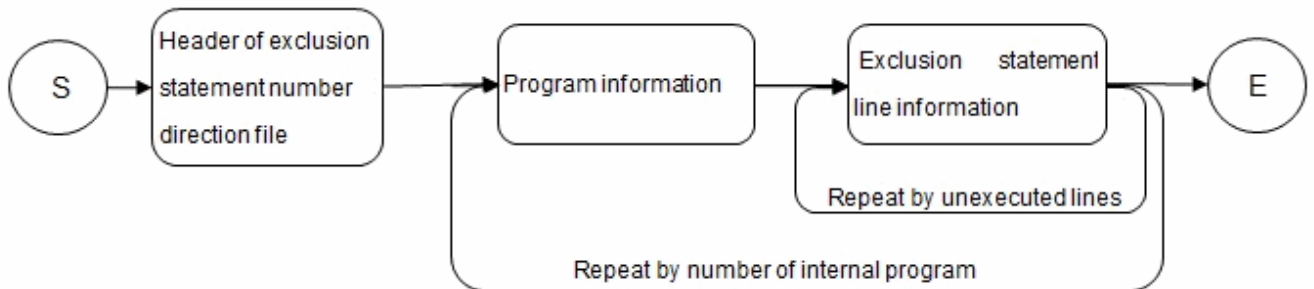 S
Header of exclusion
statement number
direction file
Program information
Exclusion statement
line information
E
Repeat by unexecuted lines
Repeat by number of internal program